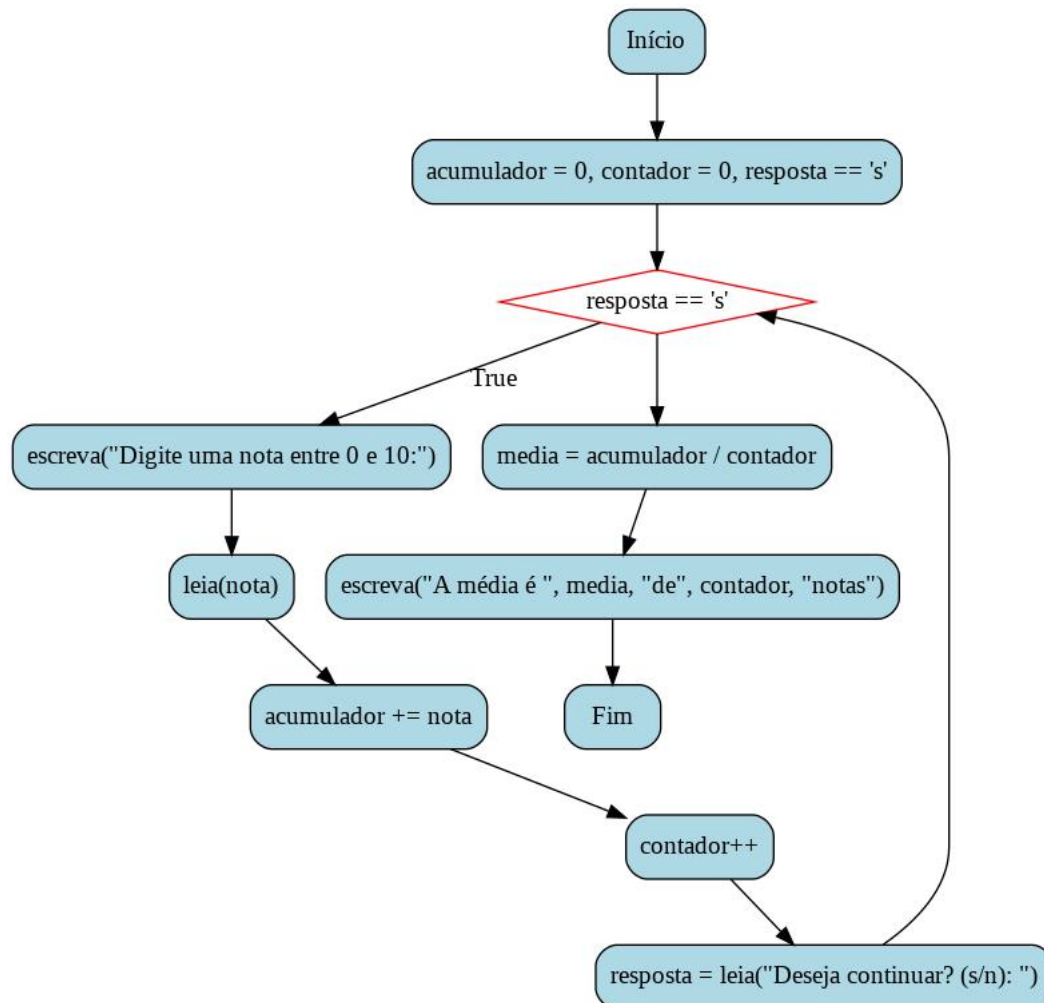 Início
acumulador = 0, contador = 0, resposta == 's'
resposta == 's'
True
escreva("Digite uma nota entre 0 e 10:")
media = acumulador / contador
leia(nota)
escreva("A média é ", media, "de", contador, "notas")
acumulador += nota
Fim
contador++
resposta = leia("Deseja continuar? (s/n): ")